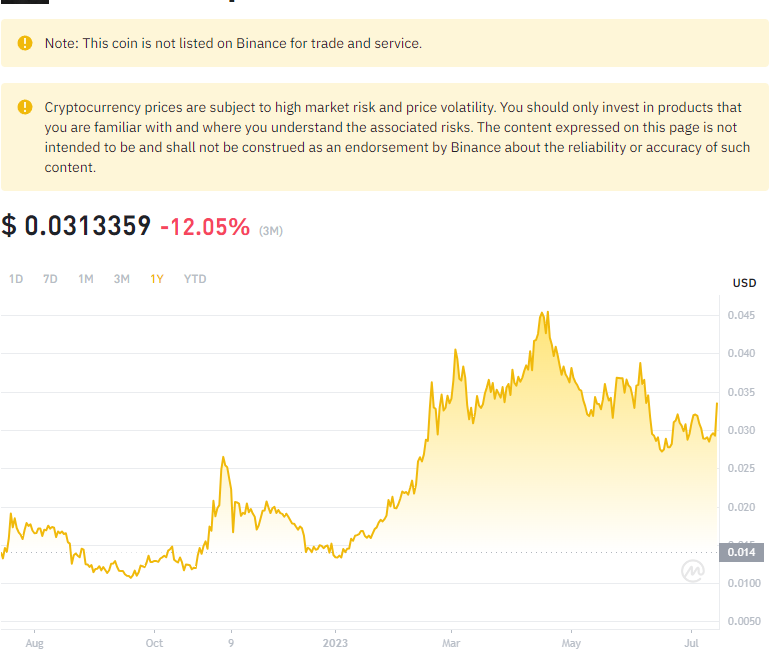 Note: This coin is not listed on Binance for trade and service.
Cryptocurrency prices are subject to high market risk and price volatility. You should only invest in products that
you are familiar with and where you understand the associated risks. The content expressed on this page is not
intended to be and shall not be construed as an endorsement by Binance about the reliability or accuracy of such
content.
$ 0.0313359 -12.05% (3M)
1D 7D 1M 3M 1Y YTD
USD
0.045
0.040
0.035
0.030
0.025
0.020
0.014
0.0100
0.0050
Aug Oct 9 2023 Mar May Jul